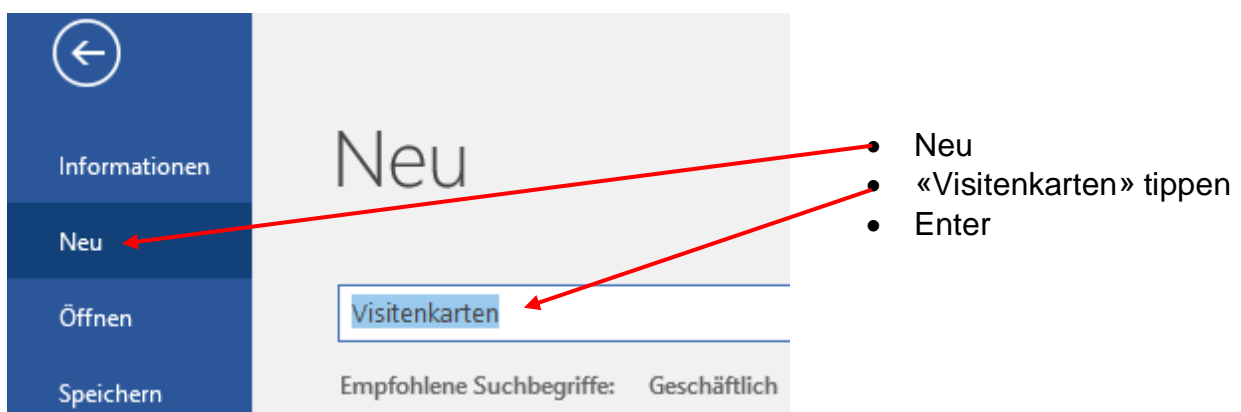 Informationen
Neu
Öffnen
Speichern
Neu
Visitenkarten
Empfohlene Suchbegriffe: Geschäftlich
• Neu
• «Visitenkarten» tippen
• Enter